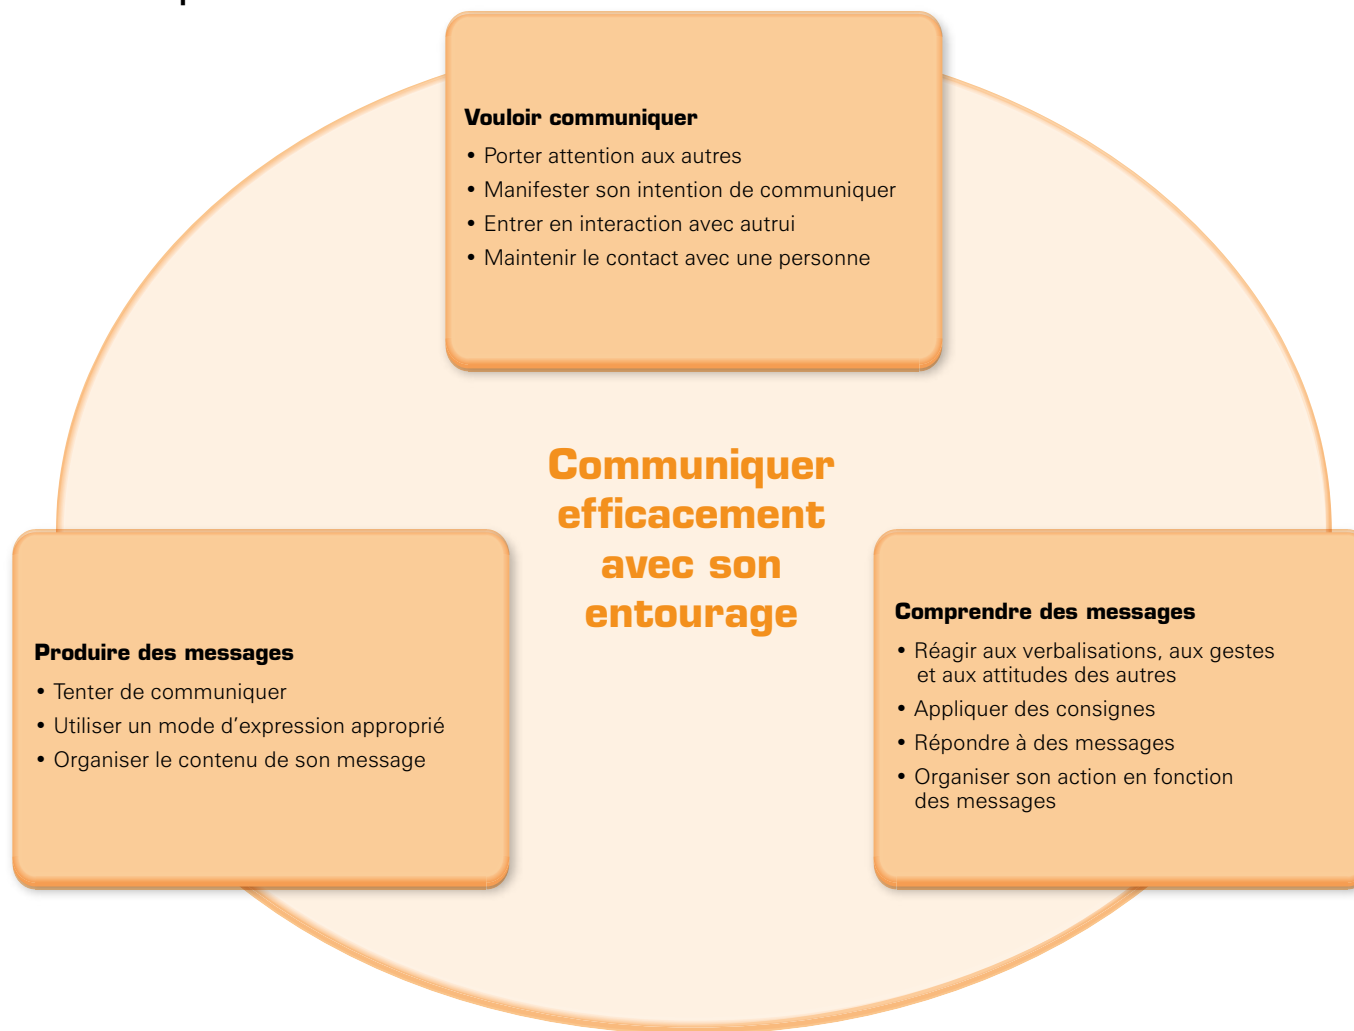 Vouloir communiquer
• Porter attention aux autres
• Manifester son intention de communiquer
• Entrer en interaction avec autrui
• Maintenir le contact avec une personne
Communiquer
efficacement
avec son
entourage
Produire des messages
• Tenter de communiquer
• Utiliser un mode d’expression approprié
• Organiser le contenu de son message
Comprendre des messages
• Réagir aux verbalisations, aux gestes
et aux attitudes des autres
• Appliquer des consignes
• Répondre à des messages
• Organiser son action en fonction
des messages